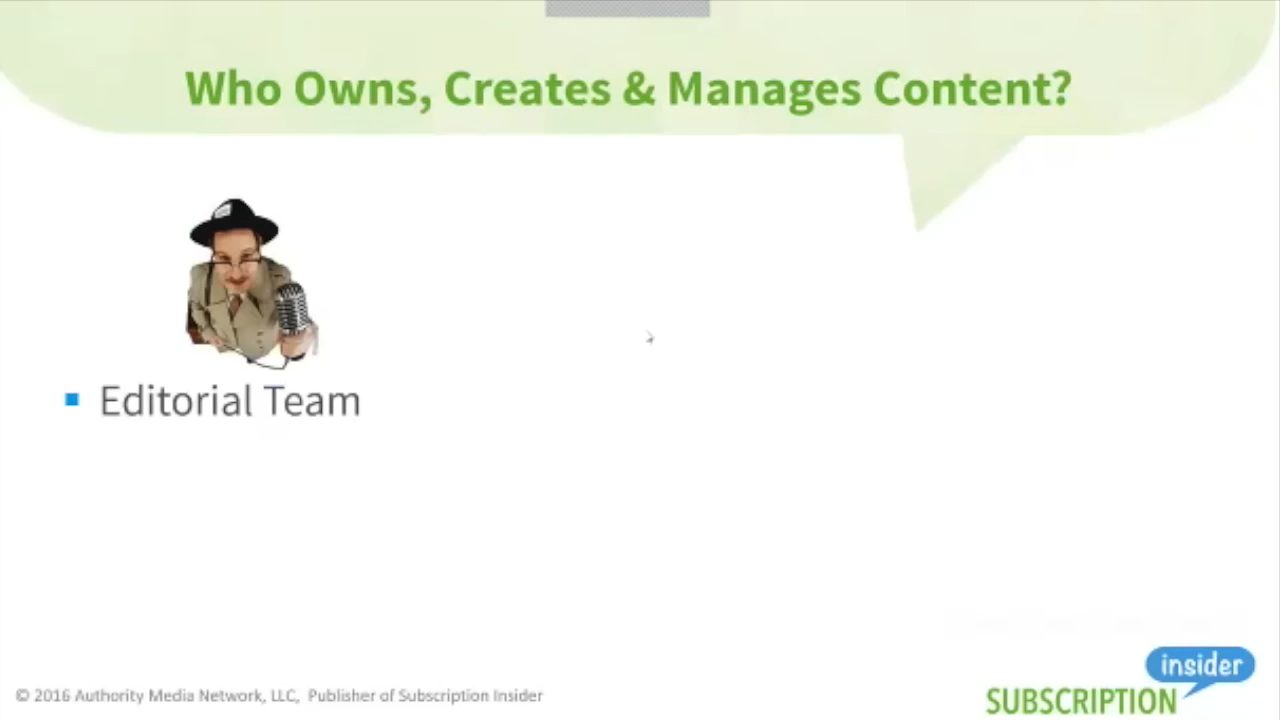 Who Owns, Creates & Manages Content?
Editorial Team
© 2016 Authority Media Network, LLC, Publisher of Subscription Insider
insider
SUBSCRIPTION